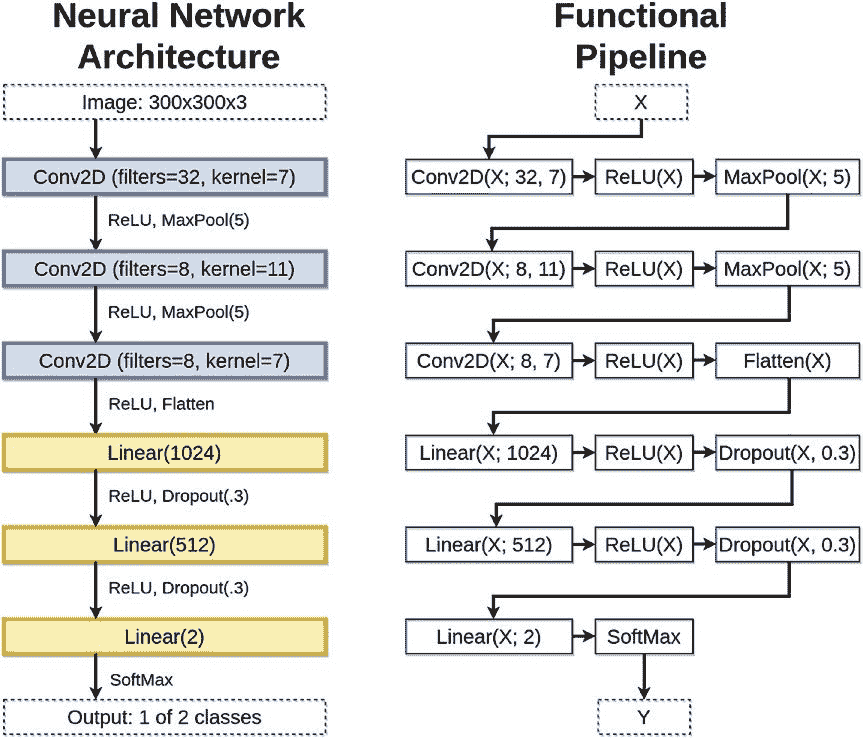 Neural Network
Architecture
Image: 300x300x3
Conv2D (filters=32, kernel=7)
ReLU, MaxPool(5)
Conv2D (filters=8, kernel=11)
ReLU, MaxPool(5)
Conv2D (filters=8, kernel=7)
ReLU, Flatten
Linear(1024)
ReLU, Dropout(.3)
Linear(512)
ReLU, Dropout(.3)
Linear(2)
SoftMax
Output: 1 of 2 classes
Functional
Pipeline
X
Conv2D(X; 32, 7) ReLU(X) MaxPool(X; 5)
Conv2D(X; 8, 11) ReLU(X) MaxPool(X; 5)
Conv2D(X; 8, 7) ReLU(X) Flatten(X)
Linear(X; 1024) ReLU(X) Dropout(X, 0.3)
Linear(X; 512) ReLU(X) Dropout(X, 0.3)
Linear(X; 2) SoftMax
Y